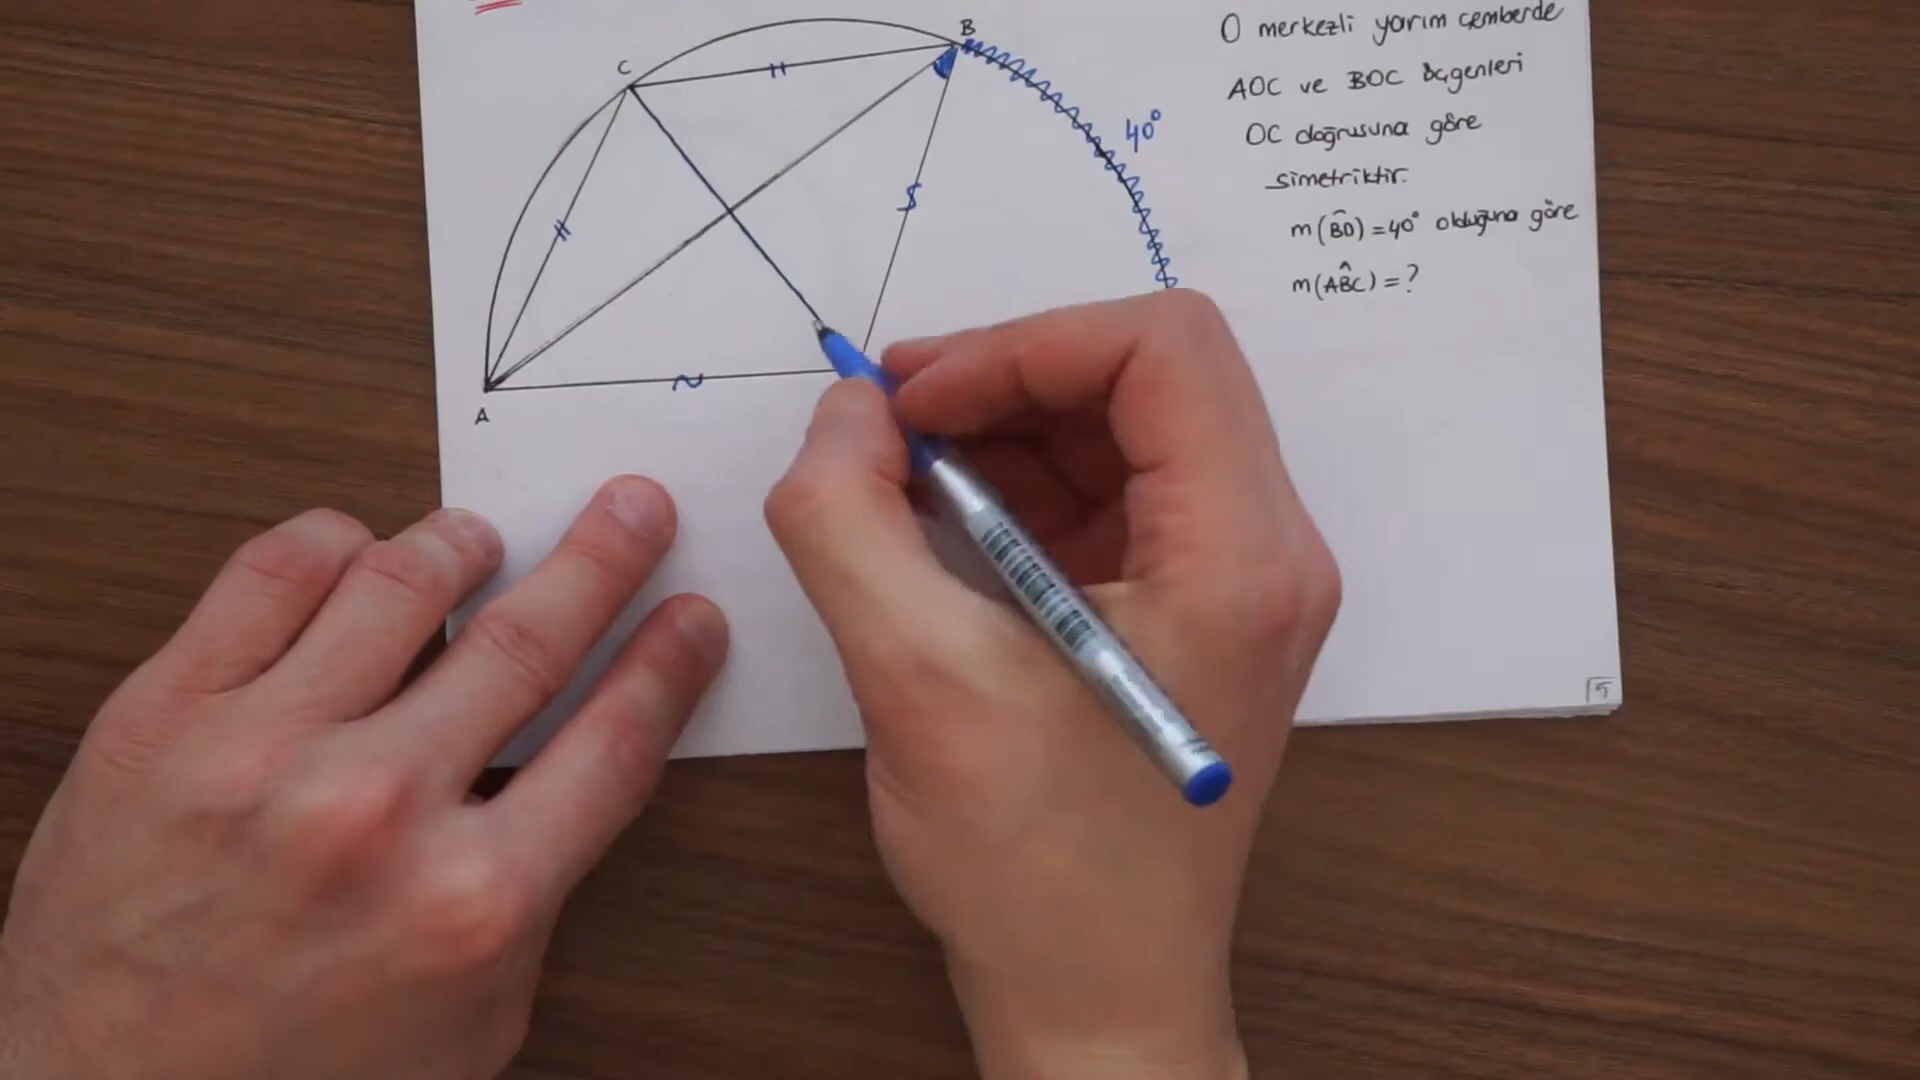 B
C
A
40°
O merkezli yarım çemberde
AOC ve BOC üçgenleri
OC doğrusuna göre
simetriktir.
m(BD) = 40° olduğuna göre
m(ABC) = ?
5